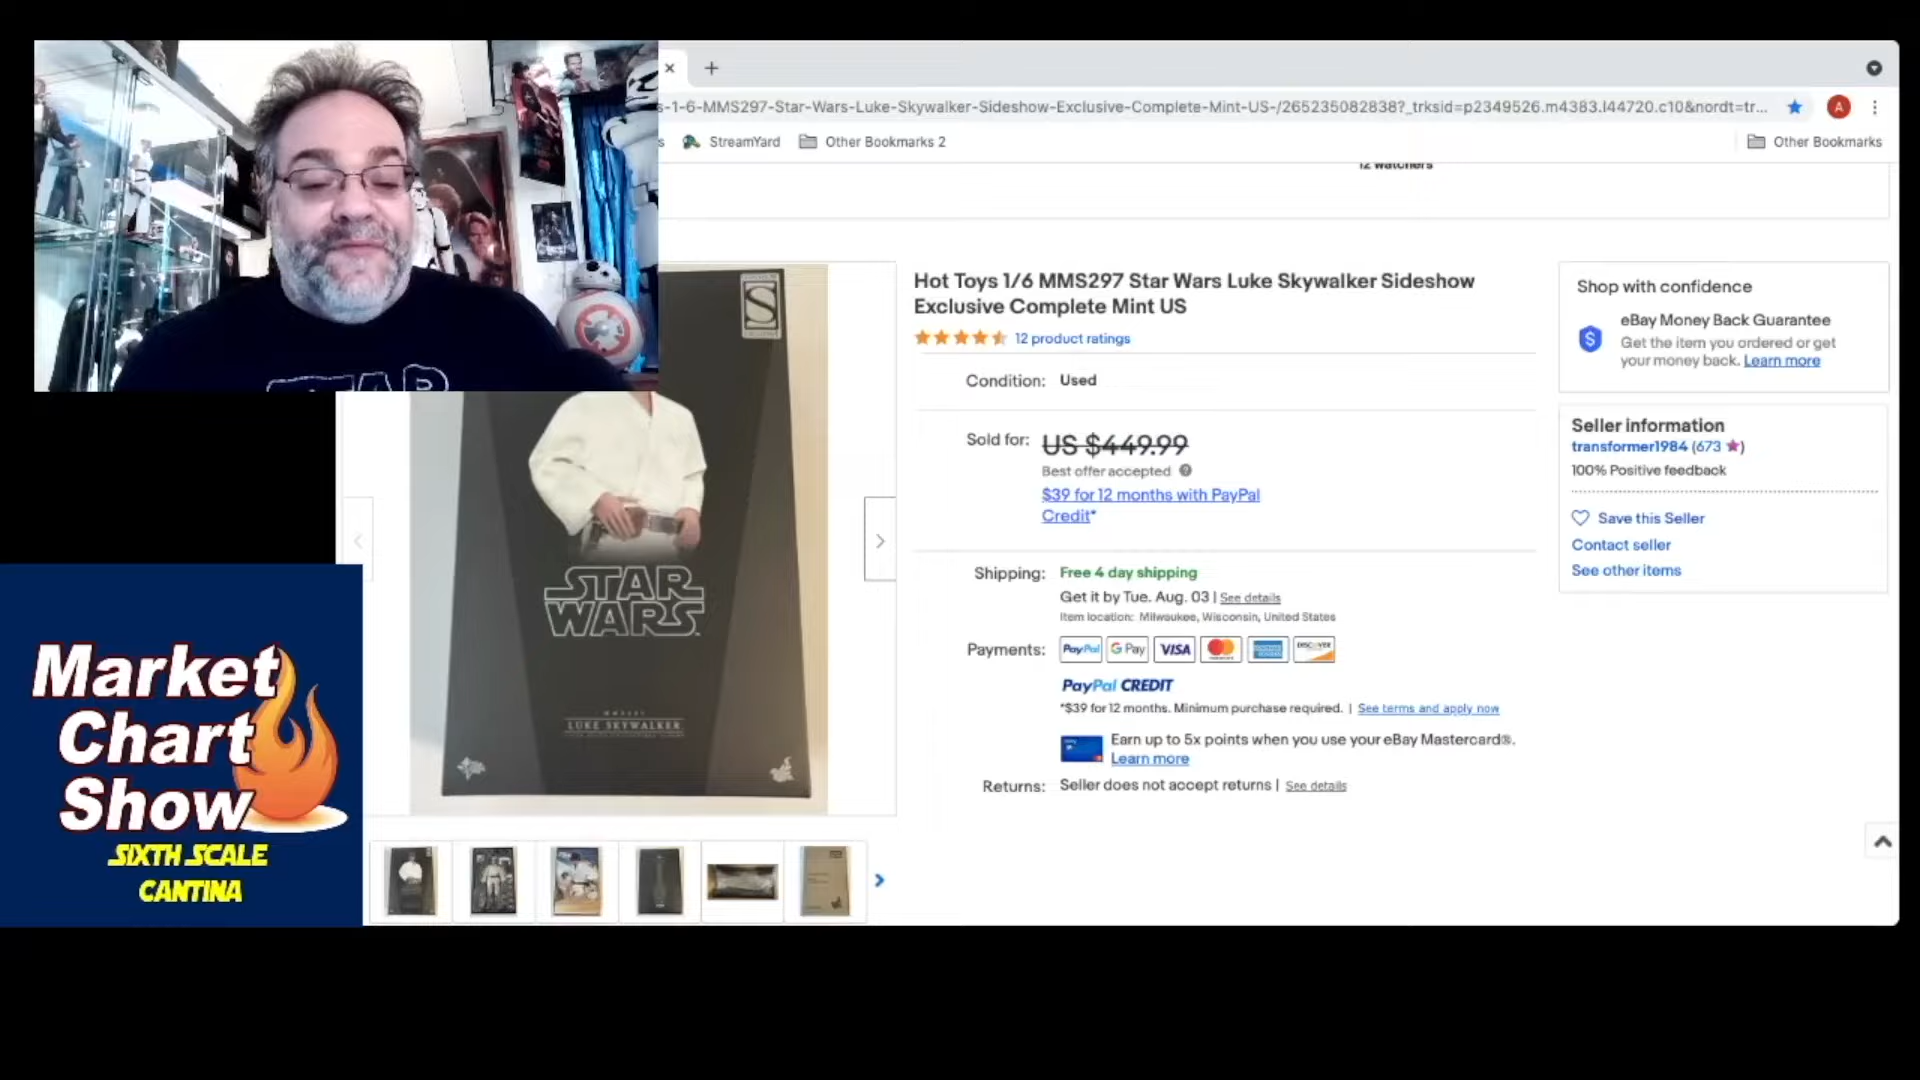 s-1-6-MMS297-Star-Wars-Luke-Skywalker-Sideshow-Exclusive-Complete-Mint-US-/265235082838?_trksid=p2349526.m4383.l44720.c10&nordt=tr...
A
s
StreamYard
Other Bookmarks 2
Other Bookmarks
12 watchers
Hot Toys 1/6 MMS297 Star Wars Luke Skywalker Sideshow
Exclusive Complete Mint US
12 product ratings
Condition: Used
Sold for: US $449.99
Best offer accepted
$39 for 12 months with PayPal
Credit*
Shipping: Free 4 day shipping
Get it by Tue. Aug. 03 | See details
Item location: Milwaukee, Wisconsin, United States
Payments: PayPal G Pay VISA DISCOVER
PayPal CREDIT
*$39 for 12 months. Minimum purchase required. | See terms and apply now
Earn up to 5x points when you use your eBay Mastercard®.
Learn more
Returns: Seller does not accept returns | See details
Shop with confidence
eBay Money Back Guarantee
Get the item you ordered or get
your money back. Learn more
Seller information
transformer1984 (673)
100% Positive feedback
Save this Seller
Contact seller
See other items
S
STAR
WARS
LUKE SKYWALKER
STAR
Market
Chart
Show
SIXTH SCALE
CANTINA